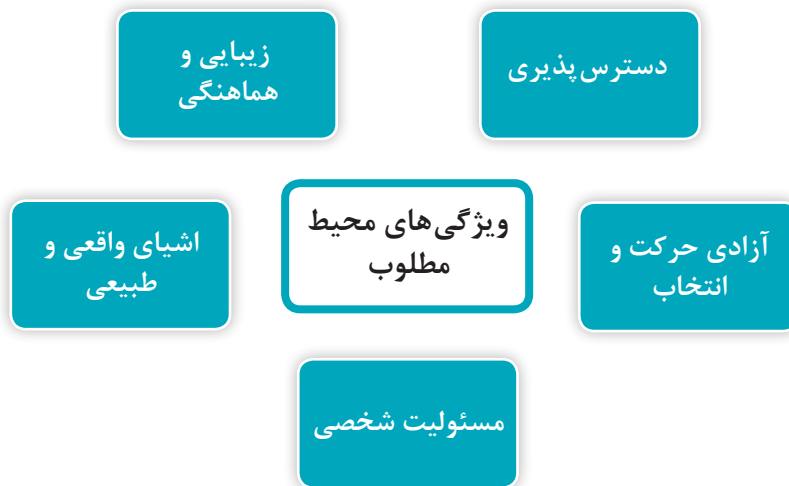 دسترس‌پذیری
زیبایی و
هماهنگی
ویژگی‌های محیط
مطلوب
آزادی حرکت و
انتخاب
اشیای واقعی و
طبیعی
مسئولیت شخصی